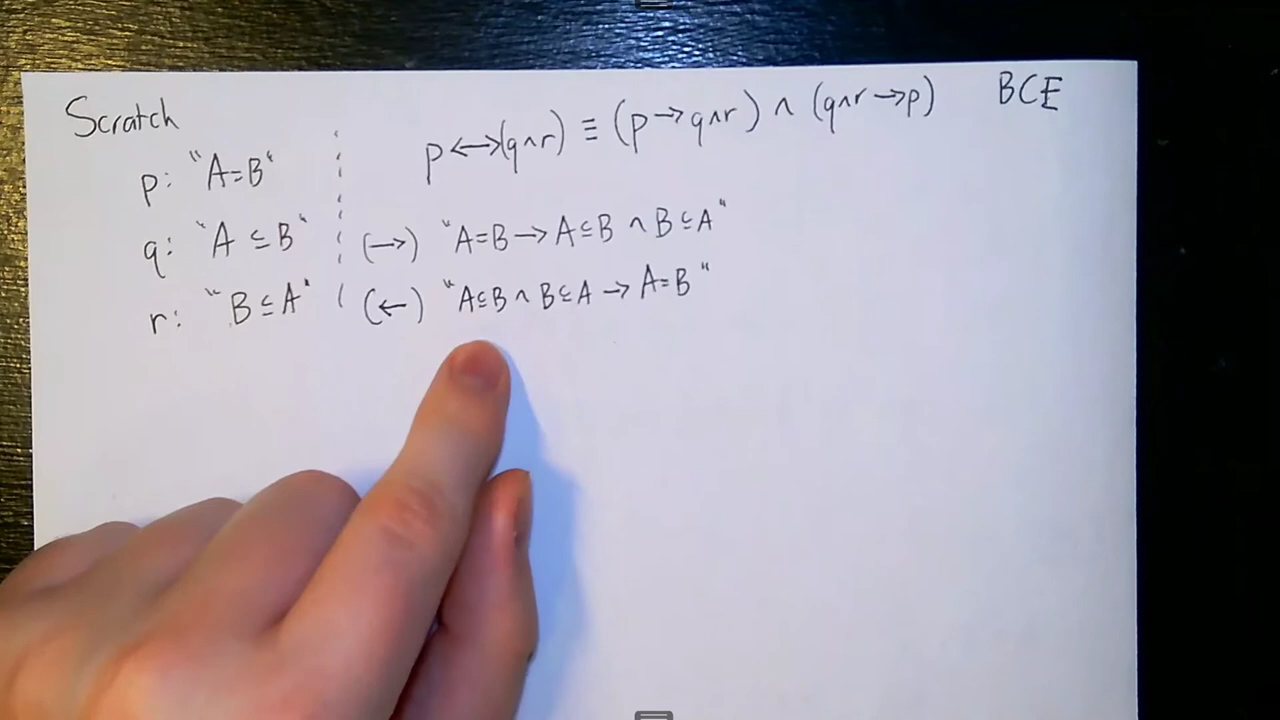 Scratch
p: "A=B"
q: "A ⊆ B"
r: "B ⊆ A"
p ⟷ (q∧r) ≡ (p → q∧r) ∧ (q∧r → p)
BCE
(→) "A=B → A⊆B ∧ B⊆A"
(←) "A⊆B ∧ B⊆A → A=B"